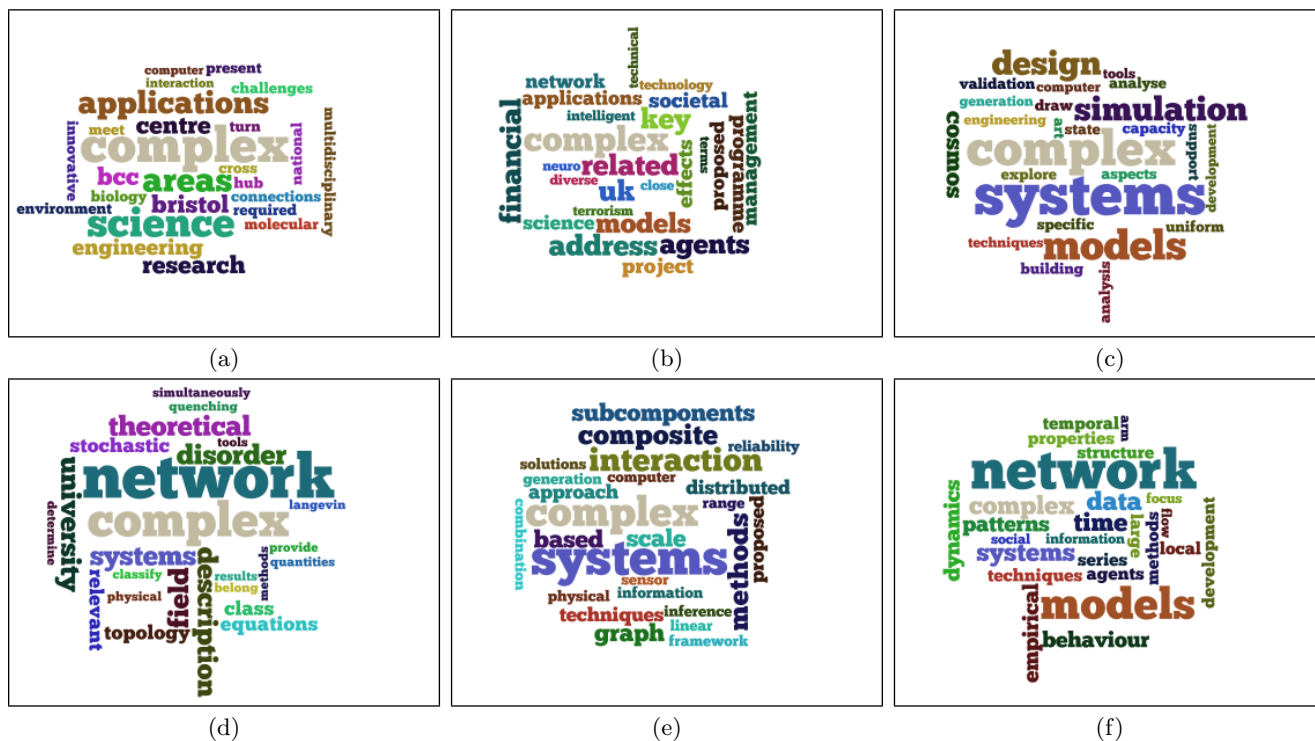 computer present
interaction
challenges
applications
innovative
meet
centre
turn
national
multidisciplinary
complex
cross
bcc
areas
hub
biology
bristol
connections
environment
required
science
molecular
engineering
research
(a)
technical
network
technology
applications
societal
financial
intelligent
key
complex
proposed
programme
management
terms
neuro
related
effects
diverse
uk
close
terrorism
science
models
address
agents
project
(b)
design
tools
validation
computer
analyse
generation
draw
simulation
cosmos
engineering
art
state
capacity
support
development
complex
explore
aspects
systems
specific
uniform
techniques
models
building
analysis
(c)
simultaneously
quenching
theoretical
stochastic
tools
disorder
university
network
determine
langevin
complex
systems
description
methods
provide
relevant
classify
field
results
quantities
physical
belong
class
topology
equations
(d)
subcomponents
composite
reliability
solutions
interaction
generation
computer
approach
distributed
combination
complex
range
proposed
based
scale
methods
systems
sensor
physical
information
techniques
inference
graph
linear
framework
(e)
temporal
arm
properties
structure
network
dynamics
complex
data
focus
patterns
time
large
methods
flow
development
social
information
local
systems
series
techniques
agents
models
empirical
behaviour
(f)